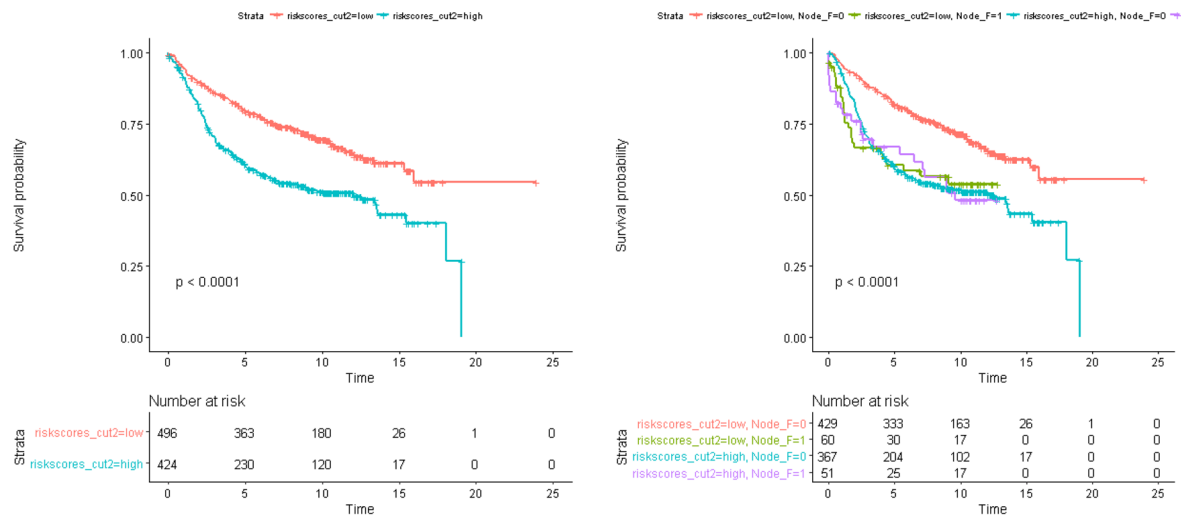 Strata riskscores_cut2=low riskscores_cut2=high
Survival probability
1.00
0.75
0.50
0.25
0.00
p < 0.0001
0 5 10 15 20 25
Time
Number at risk
Strata
riskscores_cut2=low 496 363 180 26 1 0
riskscores_cut2=high 424 230 120 17 0 0
0 5 10 15 20 25
Time
Strata riskscores_cut2=low, Node_F=0 riskscores_cut2=low, Node_F=1 riskscores_cut2=high, Node_F=0
Survival probability
1.00
0.75
0.50
0.25
0.00
p < 0.0001
0 5 10 15 20 25
Time
Number at risk
Strata
riskscores_cut2=low, Node_F=0 429 333 163 26 1 0
riskscores_cut2=low, Node_F=1 60 30 17 0 0 0
riskscores_cut2=high, Node_F=0 367 204 102 17 0 0
riskscores_cut2=high, Node_F=1 51 25 17 0 0 0
0 5 10 15 20 25
Time